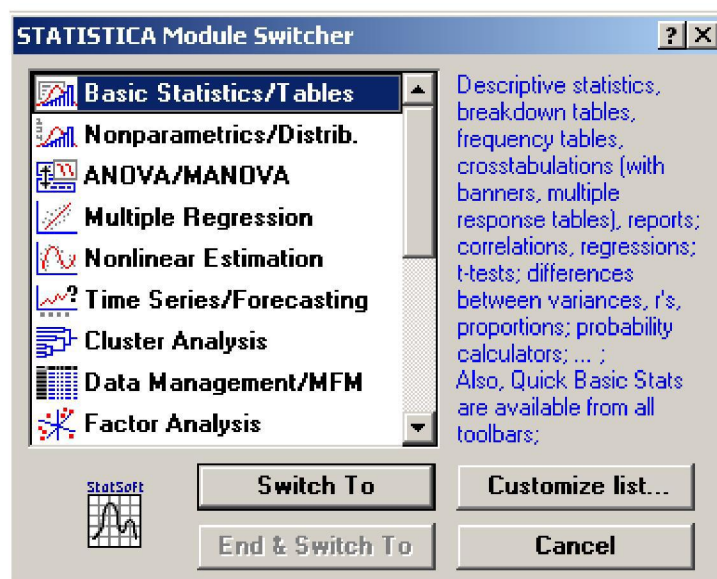 STATISTICA Module Switcher
Basic Statistics/Tables
Nonparametrics/Distrib.
ANOVA/MANOVA
Multiple Regression
Nonlinear Estimation
Time Series/Forecasting
Cluster Analysis
Data Management/MFM
Factor Analysis
Descriptive statistics,
breakdown tables,
frequency tables,
crosstabulations (with
banners, multiple
response tables), reports;
correlations, regressions;
t-tests; differences
between variances, r's,
proportions; probability
calculators; ... ;
Also, Quick Basic Stats
are available from all
toolbars;
StatSoft
Switch To
Customize list...
End & Switch To
Cancel